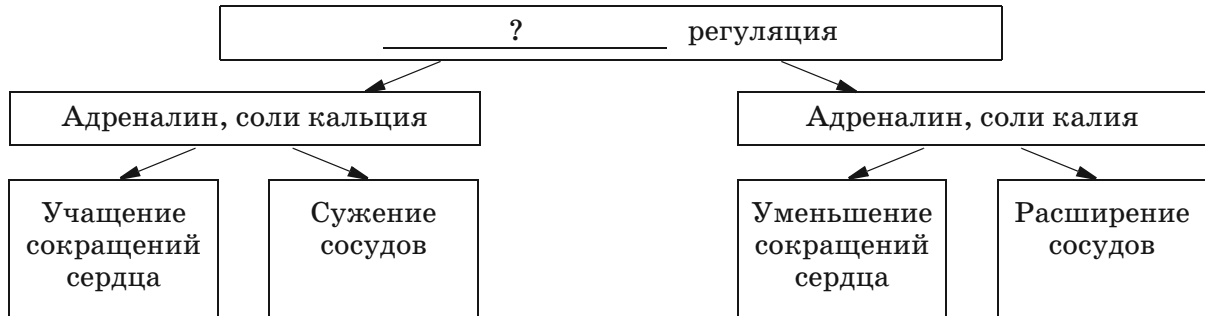 ? регуляция
Адреналин, соли кальция
Адреналин, соли калия
Учащение
сокращений
сердца
Сужение
сосудов
Уменьшение
сокращений
сердца
Расширение
сосудов